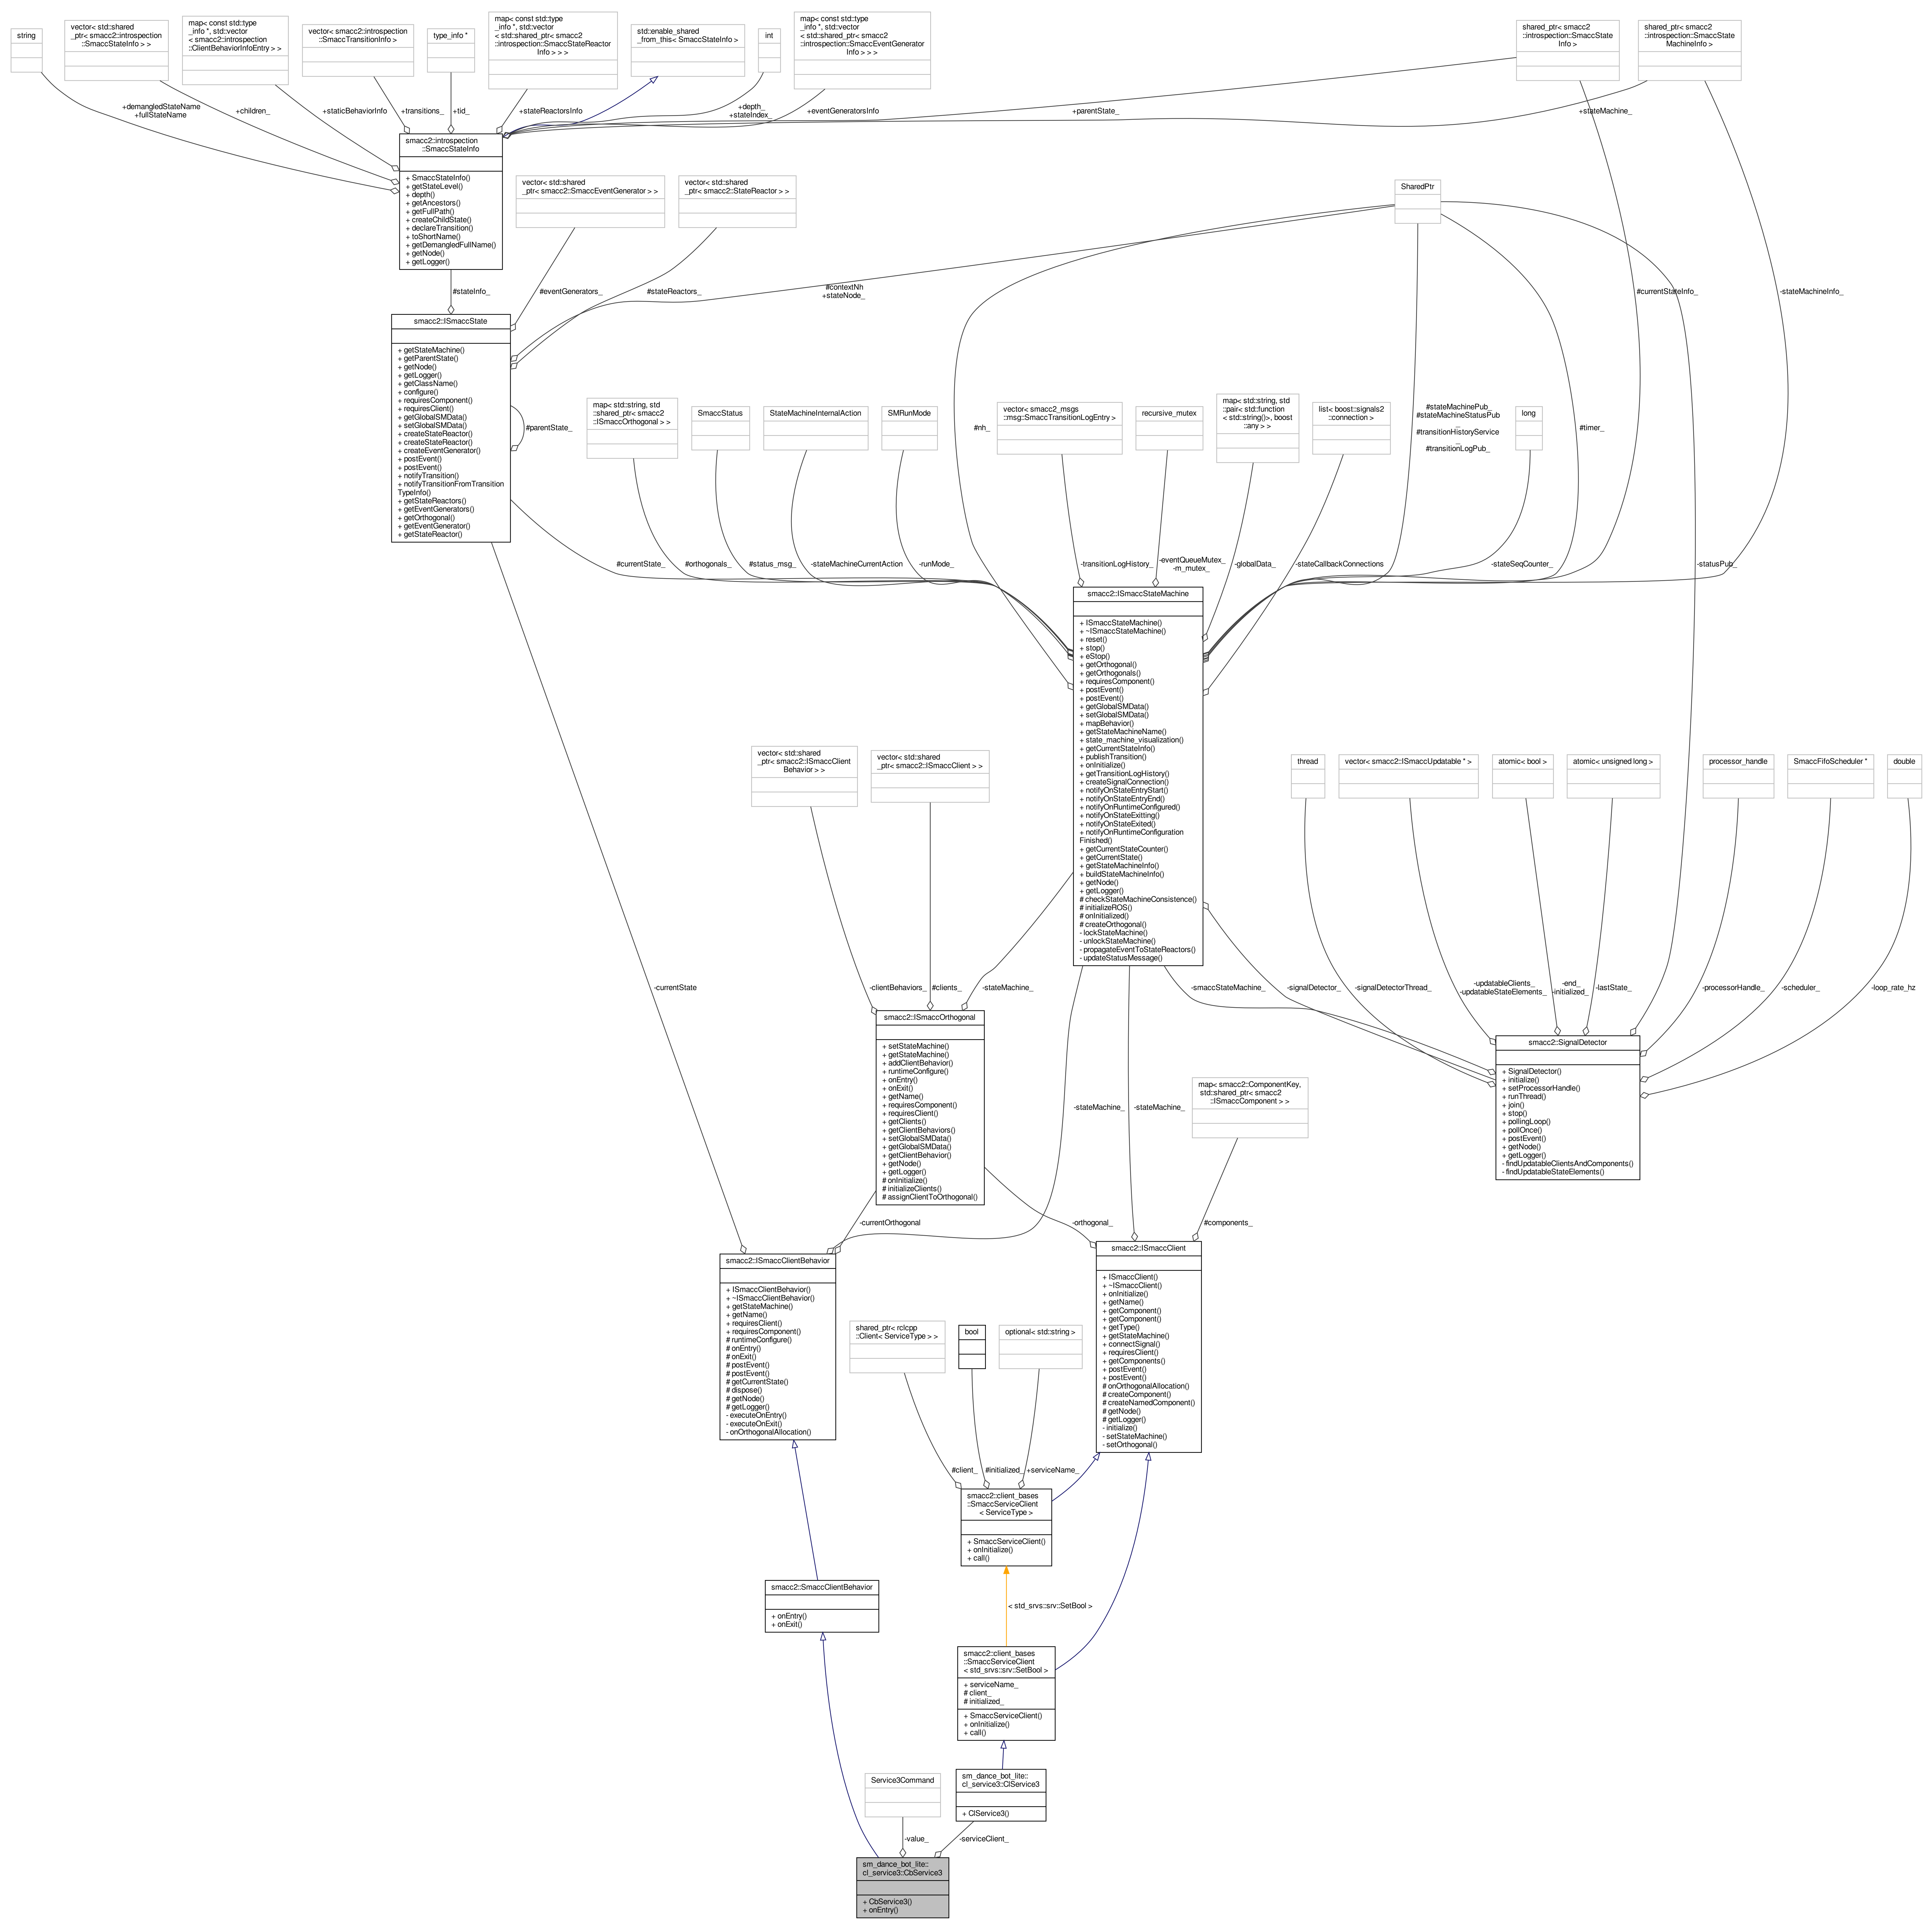 string
vector< std::shared
_ptr< smacc2::introspection
::SmaccStateInfo > >
map< const std::type
_info *, std::vector
< smacc2::introspection
::ClientBehaviorInfoEntry > >
vector< smacc2::introspection
::SmaccTransitionInfo >
type_info *
map< const std::type
_info *, std::vector
< std::shared_ptr< smacc2
::introspection::SmaccStateReactor
Info > > >
std::enable_shared
_from_this< SmaccStateInfo >
int
map< const std::type
_info *, std::vector
< std::shared_ptr< smacc2
::introspection::SmaccEventGenerator
Info > > >
shared_ptr< smacc2
::introspection::SmaccState
Info >
shared_ptr< smacc2
::introspection::SmaccState
MachineInfo >
+demangledStateName
+fullStateName
+children_
+staticBehaviorInfo
+transitions_
+tid_
+stateReactorsInfo
+depth_
+stateIndex_
+eventGeneratorsInfo
+parentState_
+stateMachine_
smacc2::introspection
::SmaccStateInfo
+ SmaccStateInfo()
+ getStateLevel()
+ depth()
+ getAncestors()
+ getFullPath()
+ createChildState()
+ declareTransition()
+ toShortName()
+ getDemangledFullName()
+ getNode()
+ getLogger()
vector< std::shared
_ptr< smacc2::SmaccEventGenerator > >
vector< std::shared
_ptr< smacc2::StateReactor > >
SharedPtr
#stateInfo_
#eventGenerators_
#stateReactors_
#contextNh
+stateNode_
#currentStateInfo_
-stateMachineInfo_
smacc2::ISmaccState
+ getStateMachine()
+ getParentState()
+ getNode()
+ getLogger()
+ getClassName()
+ configure()
+ requiresComponent()
+ requiresClient()
+ getGlobalSMData()
+ setGlobalSMData()
+ createStateReactor()
+ createStateReactor()
+ createEventGenerator()
+ postEvent()
+ postEvent()
+ notifyTransition()
+ notifyTransitionFromTransition
TypeInfo()
+ getStateReactors()
+ getEventGenerators()
+ getOrthogonal()
+ getEventGenerator()
+ getStateReactor()
#parentState_
map< std::string, std
::shared_ptr< smacc2
::ISmaccOrthogonal > >
SmaccStatus
StateMachineInternalAction
SMRunMode
#nh_
vector< smacc2_msgs
::msg::SmaccTransitionLogEntry >
recursive_mutex
map< std::string, std
::pair< std::function
< std::string()>, boost
::any > >
list< boost::signals2
::connection >
#stateMachinePub_
#stateMachineStatusPub
_
#transitionHistoryService
_
#transitionLogPub_
long
#timer_
#currentState_
#orthogonals_
#status_msg_
-stateMachineCurrentAction
-runMode_
-transitionLogHistory_
-eventQueueMutex_
-m_mutex_
-globalData_
-stateCallbackConnections
-stateSeqCounter_
-statusPub_
smacc2::ISmaccStateMachine
+ ISmaccStateMachine()
+ ~ISmaccStateMachine()
+ reset()
+ stop()
+ eStop()
+ getOrthogonal()
+ getOrthogonals()
+ requiresComponent()
+ postEvent()
+ postEvent()
+ getGlobalSMData()
+ setGlobalSMData()
+ mapBehavior()
+ getStateMachineName()
+ state_machine_visualization()
+ getCurrentStateInfo()
+ publishTransition()
+ onInitialize()
+ getTransitionLogHistory()
+ createSignalConnection()
+ notifyOnStateEntryStart()
+ notifyOnStateEntryEnd()
+ notifyOnRuntimeConfigured()
+ notifyOnStateExitting()
+ notifyOnStateExited()
+ notifyOnRuntimeConfiguration
Finished()
+ getCurrentStateCounter()
+ getCurrentState()
+ getStateMachineInfo()
+ buildStateMachineInfo()
+ getNode()
+ getLogger()
# checkStateMachineConsistence()
# initializeROS()
# onInitialized()
# createOrthogonal()
- lockStateMachine()
- unlockStateMachine()
- propagateEventToStateReactors()
- updateStatusMessage()
vector< std::shared
_ptr< smacc2::ISmaccClient
Behavior > >
vector< std::shared
_ptr< smacc2::ISmaccClient > >
thread
vector< smacc2::ISmaccUpdatable * >
atomic< bool >
atomic< unsigned long >
processor_handle
SmaccFifoScheduler *
double
-currentState
-clientBehaviors_
#clients_
-stateMachine_
-smaccStateMachine_
-signalDetector_
-signalDetectorThread_
-updatableClients_
-updatableStateElements_
-end_
-initialized_
-lastState_
-processorHandle_
-scheduler_
-loop_rate_hz
smacc2::ISmaccOrthogonal
+ setStateMachine()
+ getStateMachine()
+ addClientBehavior()
+ runtimeConfigure()
+ onEntry()
+ onExit()
+ getName()
+ requiresComponent()
+ requiresClient()
+ getClients()
+ getClientBehaviors()
+ setGlobalSMData()
+ getGlobalSMData()
+ getClientBehavior()
+ getNode()
+ getLogger()
# onInitialize()
# initializeClients()
# assignClientToOrthogonal()
smacc2::SignalDetector
+ SignalDetector()
+ initialize()
+ setProcessorHandle()
+ runThread()
+ join()
+ stop()
+ pollingLoop()
+ pollOnce()
+ postEvent()
+ getNode()
+ getLogger()
- findUpdatableClientsAndComponents()
- findUpdatableStateElements()
-stateMachine_
-stateMachine_
map< smacc2::ComponentKey,
std::shared_ptr< smacc2
::ISmaccComponent > >
-currentOrthogonal
-orthogonal_
#components_
smacc2::ISmaccClientBehavior
+ ISmaccClientBehavior()
+ ~ISmaccClientBehavior()
+ getStateMachine()
+ getName()
+ requiresClient()
+ requiresComponent()
# runtimeConfigure()
# onEntry()
# onExit()
# postEvent()
# postEvent()
# getCurrentState()
# dispose()
# getNode()
# getLogger()
- executeOnEntry()
- executeOnExit()
- onOrthogonalAllocation()
smacc2::ISmaccClient
+ ISmaccClient()
+ ~ISmaccClient()
+ onInitialize()
+ getName()
+ getComponent()
+ getComponent()
+ getType()
+ getStateMachine()
+ connectSignal()
+ requiresClient()
+ getComponents()
+ postEvent()
+ postEvent()
# onOrthogonalAllocation()
# createComponent()
# createNamedComponent()
# getNode()
# getLogger()
- initialize()
- setStateMachine()
- setOrthogonal()
shared_ptr< rclcpp
::Client< ServiceType > >
bool
optional< std::string >
#client_
#initialized_
+serviceName_
smacc2::client_bases
::SmaccServiceClient
< ServiceType >
+ SmaccServiceClient()
+ onInitialize()
+ call()
smacc2::SmaccClientBehavior
+ onEntry()
+ onExit()
< std_srvs::srv::SetBool >
smacc2::client_bases
::SmaccServiceClient
< std_srvs::srv::SetBool >
+ serviceName_
# client_
# initialized_
+ SmaccServiceClient()
+ onInitialize()
+ call()
Service3Command
sm_dance_bot_lite::
cl_service3::ClService3
+ ClService3()
-value_
-serviceClient_
sm_dance_bot_lite::
cl_service3::CbService3
+ CbService3()
+ onEntry()